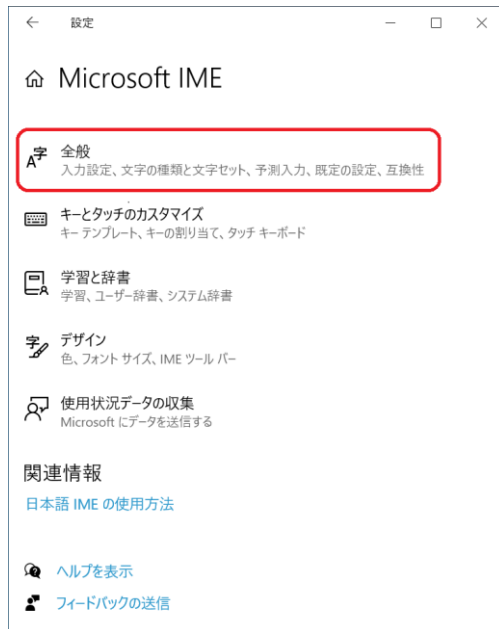 設定
Microsoft IME
全般
入力設定、文字の種類と文字セット、予測入力、既定の設定、互換性
キーとタッチのカスタマイズ
キー テンプレート、キーの割り当て、タッチ キーボード
学習と辞書
学習、ユーザー辞書、システム辞書
デザイン
色、フォント サイズ、IME ツール バー
使用状況データの収集
Microsoft にデータを送信する
関連情報
日本語 IME の使用方法
ヘルプを表示
フィードバックの送信